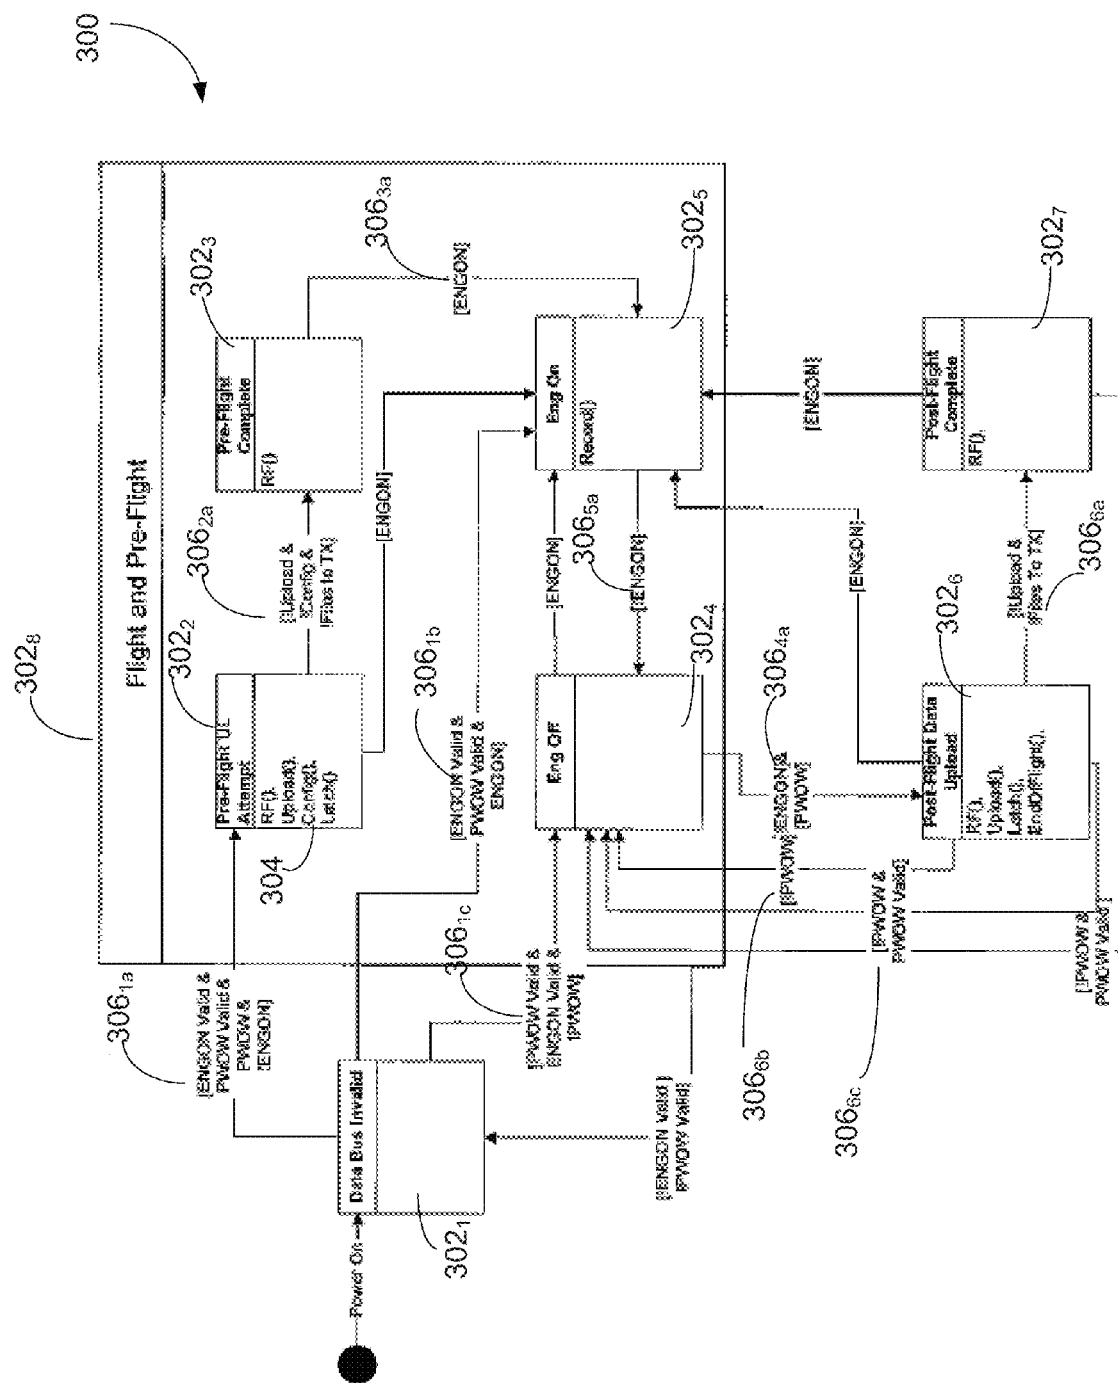 300
302₈
Flight and Pre-Flight
306₁ₐ
[ENGON Valid &
PWOW Valid &
PWOW &
!ENGON]
302₂
Pre-Flight
Attempt
RF(),
Upload(),
Config(),
Latch()
304
306₂ₐ
[!Upload &
!Config &
!Files to TX]
302₃
Pre-Flight
Complete
RF()
306₃ₐ
[ENGON]
[ENGON]
306₁b
[ENGON Valid &
PWOW Valid &
ENGON]
Power On
Data Bus Invalid
302₁
306₁c
[PWOW Valid &
ENGON Valid &
!PWOW]
Eng Off
302₄
[ENGON]
306₅ₐ
[!ENGON]
Eng On
Record()
302₅
[!ENGON Valid |
!PWOW Valid]
306₄ₐ
[!ENGON &
PWOW]
306₆b
[!PWOW]
306₆c
[!PWOW &
PWOW Valid]
[ENGON]
[ENGON]
Post-Flight Data
Upload
RF(),
Upload(),
Latch(),
EndOfFlight(),
302₆
[!Upload &
!Files To TX]
306₆ₐ
Post-Flight
Complete
RF(),
302₇
[!PWOW &
PWOW Valid ]